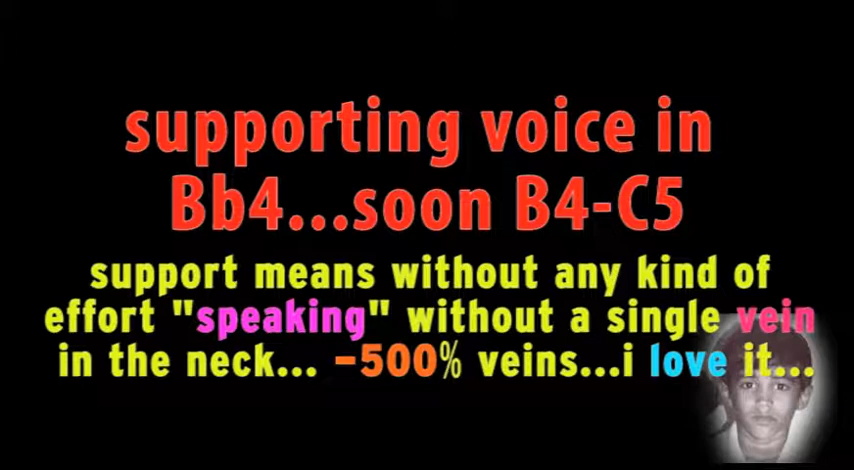 supporting voice in
Bb4...soon B4-C5
support means without any kind of
effort "speaking" without a single vein
in the neck... -500% veins...i love it...